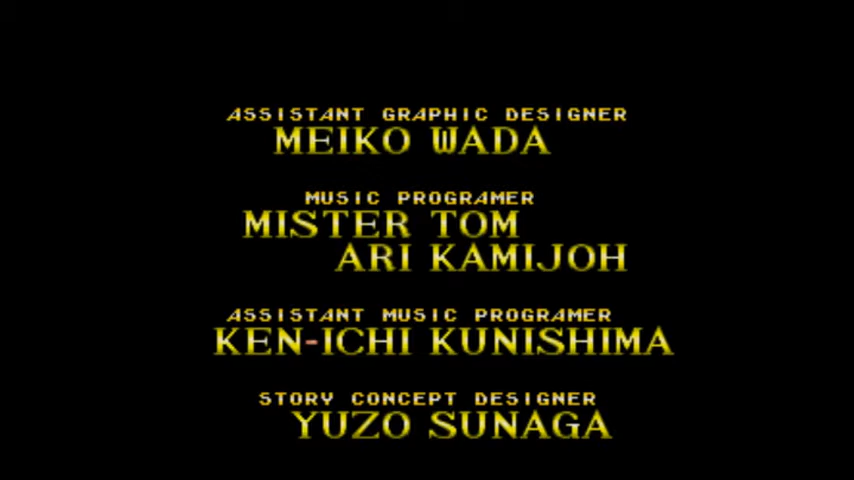 ASSISTANT GRAPHIC DESIGNER
MEIKO WADA
MUSIC PROGRAMER
MISTER TOM
ARI KAMIJOH
ASSISTANT MUSIC PROGRAMER
KEN-ICHI KUNISHIMA
STORY CONCEPT DESIGNER
YUZO SUNAGA